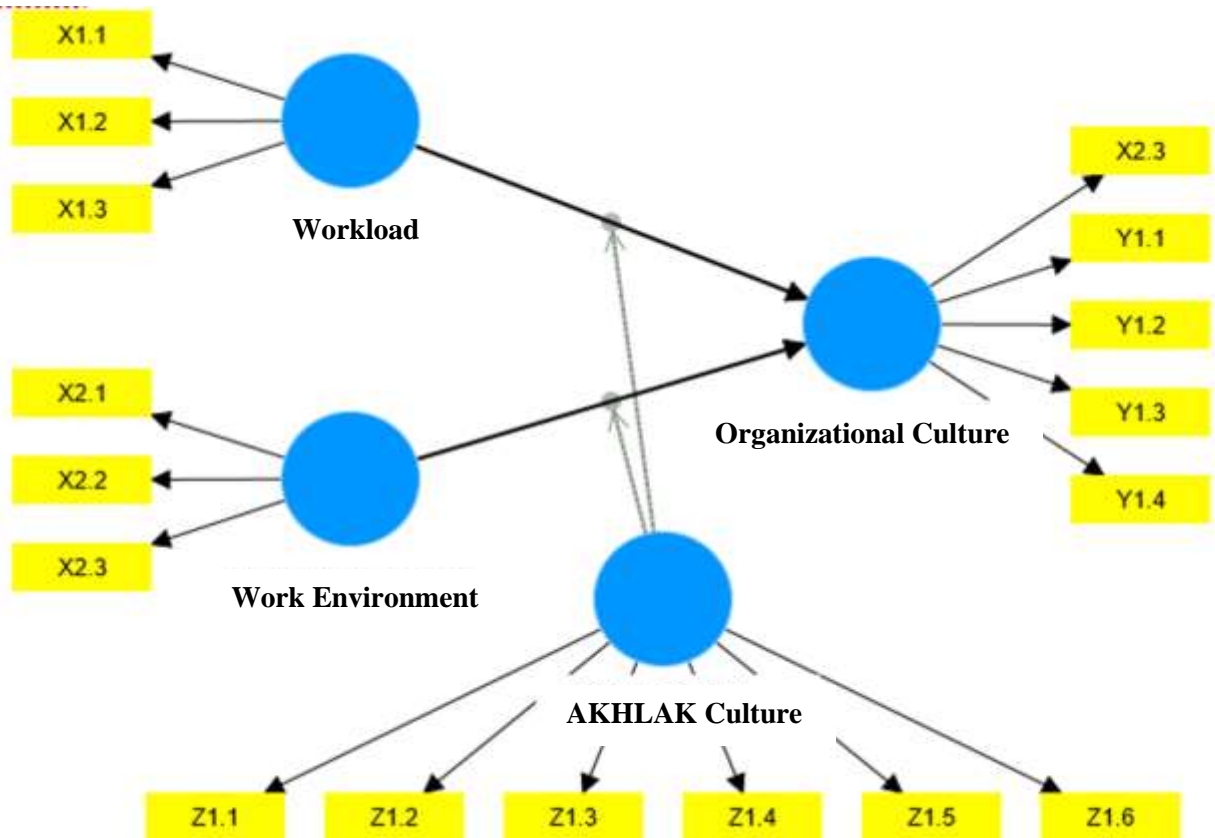 X1.1
X1.2
X1.3
Workload
X2.1
X2.2
X2.3
Work Environment
X2.3
Y1.1
Y1.2
Y1.3
Y1.4
Organizational Culture
AKHLAK Culture
Z1.1
Z1.2
Z1.3
Z1.4
Z1.5
Z1.6